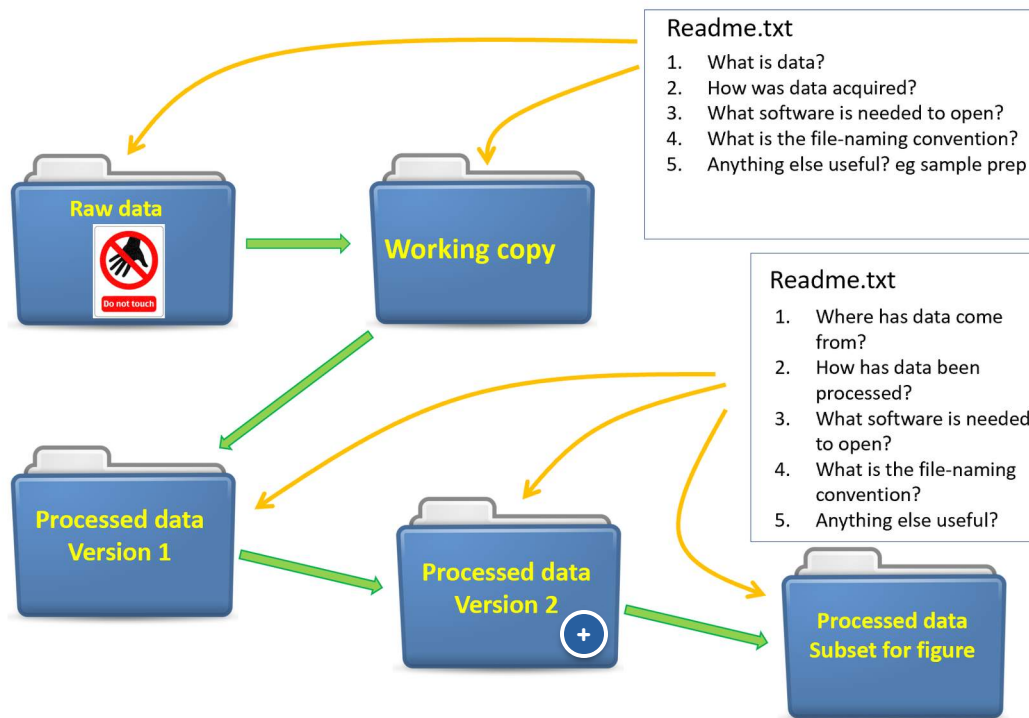 Readme.txt
1. What is data?
2. How was data acquired?
3. What software is needed to open?
4. What is the file-naming convention?
5. Anything else useful? eg sample prep
Raw data
Do not touch
Working copy
Readme.txt
1. Where has data come
from?
2. How has data been
processed?
3. What software is needed
to open?
4. What is the file-naming
convention?
5. Anything else useful?
Processed data
Version 1
Processed data
Version 2
+
Processed data
Subset for figure